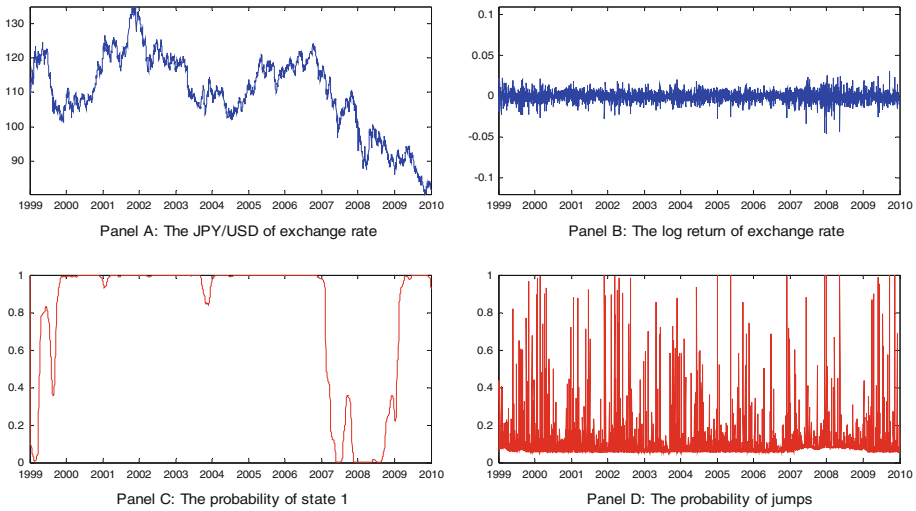 130
120
110
100
90
1999 2000 2001 2002 2003 2004 2005 2006 2007 2008 2009 2010
Panel A: The JPY/USD of exchange rate
0.1
0.05
0
-0.05
-0.1
1999 2000 2001 2002 2003 2004 2005 2006 2007 2008 2009 2010
Panel B: The log return of exchange rate
1
0.8
0.6
0.4
0.2
0
1999 2000 2001 2002 2003 2004 2005 2006 2007 2008 2009 2010
Panel C: The probability of state 1
1
0.8
0.6
0.4
0.2
0
1999 2000 2001 2002 2003 2004 2005 2006 2007 2008 2009 2010
Panel D: The probability of jumps